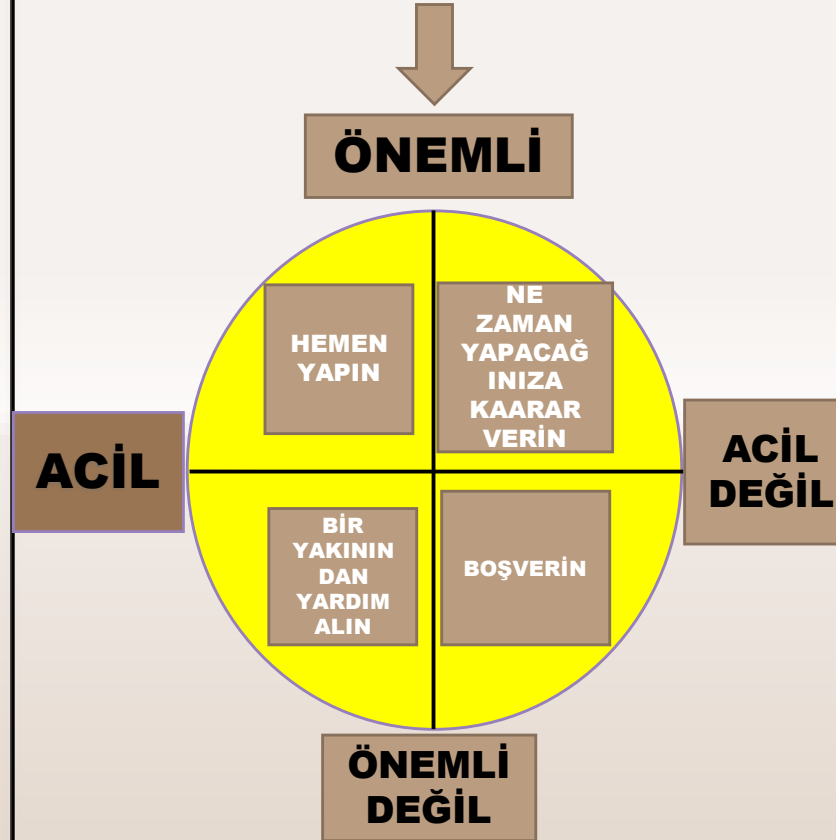 ÖNEMLİ
HEMEN
YAPIN
NE
ZAMAN
YAPACAĞ
INIZA
KAARAR
VERİN
ACİL
ACİL
DEĞİL
BİR
YAKININ
DAN
YARDIM
ALIN
BOŞVERİN
ÖNEMLİ
DEĞİL